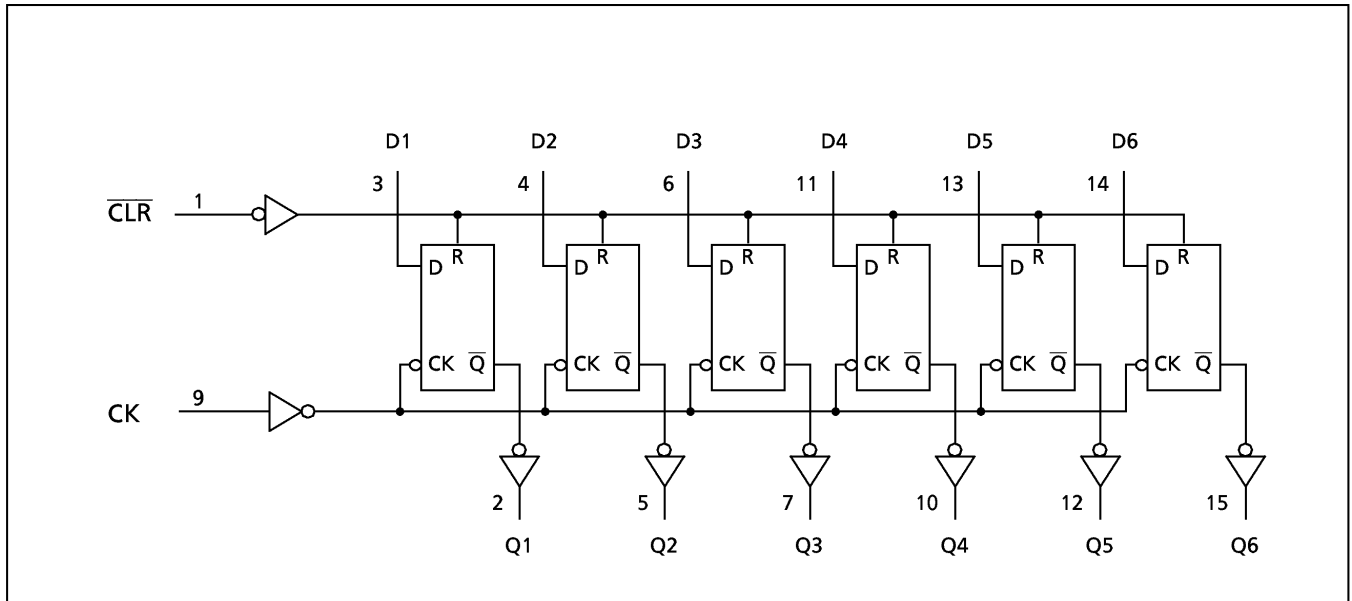 D1 D2 D3 D4 D5 D6
3 4 6 11 13 14
C̅L̅R̅ 1
R R R R R R
D D D D D D
CK Q̅ CK Q̅ CK Q̅ CK Q̅ CK Q̅ CK Q̅
CK 9
2 5 7 10 12 15
Q1 Q2 Q3 Q4 Q5 Q6